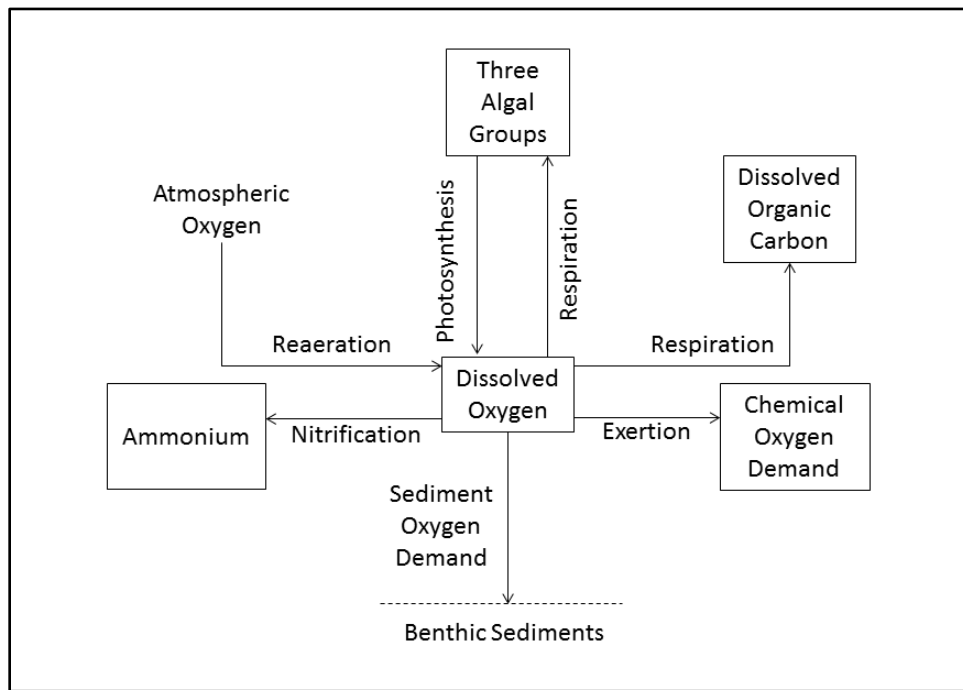 Three
Algal
Groups
Atmospheric
Oxygen
Photosynthesis
Respiration
Dissolved
Organic
Carbon
Reaeration
Respiration
Dissolved
Oxygen
Ammonium
Nitrification
Exertion
Chemical
Oxygen
Demand
Sediment
Oxygen
Demand
Benthic Sediments